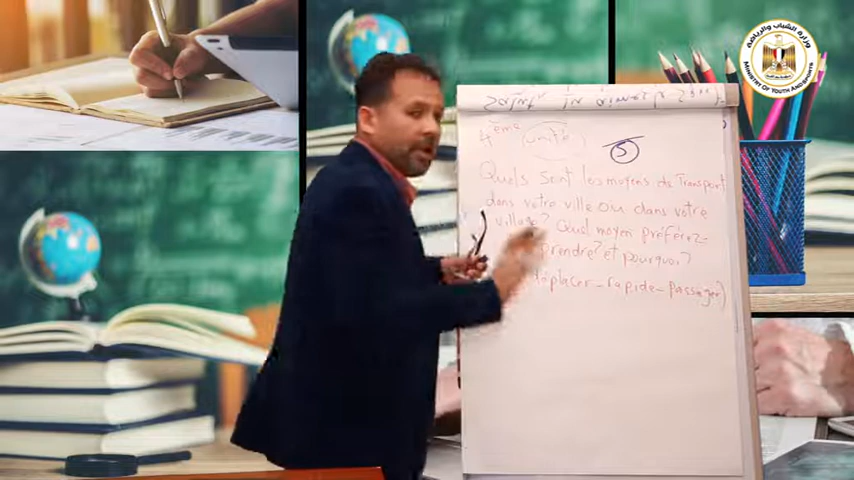 وزارة الشباب والرياضة
MINISTRY OF YOUTH AND SPORTS
4ème unité
5
Quels sont les moyens de Transport
dans votre ville ou dans votre
village? Quel moyen préférez-
prendre? et pourquoi?
déplacer - rapide - passager)